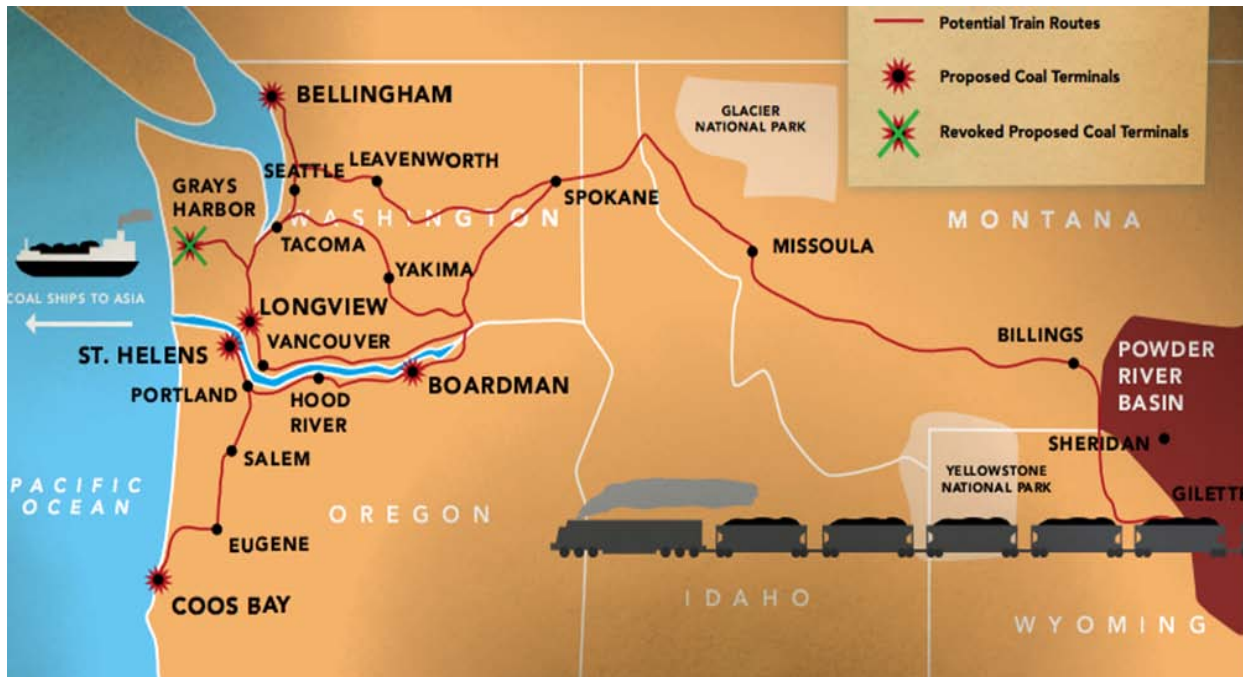 Potential Train Routes
Proposed Coal Terminals
Revoked Proposed Coal Terminals
BELLINGHAM
GLACIER
NATIONAL PARK
LEAVENWORTH
SEATTLE
GRAYS
HARBOR
SPOKANE
WASHINGTON
MONTANA
TACOMA
MISSOULA
YAKIMA
COAL SHIPS TO ASIA
LONGVIEW
VANCOUVER
ST. HELENS
BILLINGS
POWDER
RIVER
BASIN
BOARDMAN
PORTLAND
HOOD
RIVER
SHERIDAN
SALEM
YELLOWSTONE
NATIONAL PARK
PACIFIC
OCEAN
GILETT
OREGON
EUGENE
COOS BAY
IDAHO
WYOMING